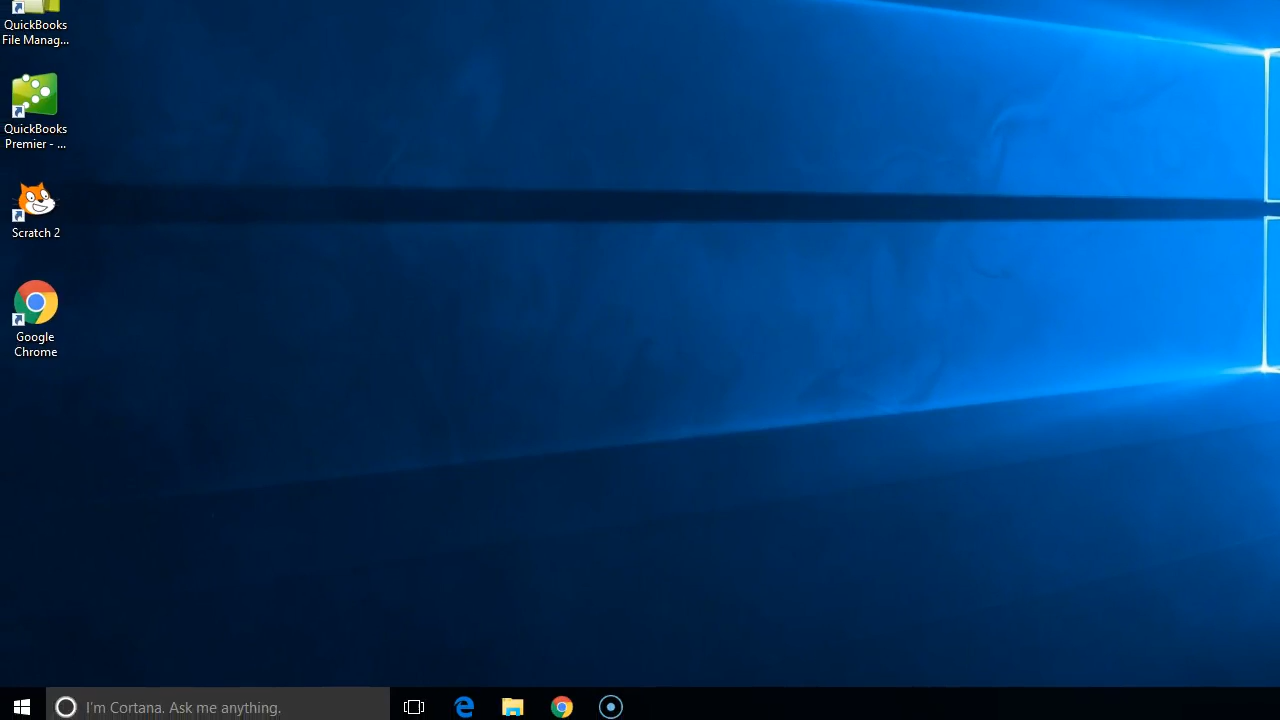 QuickBooks
File Manag...
QuickBooks
Premier - ...
Scratch 2
Google
Chrome
I'm Cortana. Ask me anything.